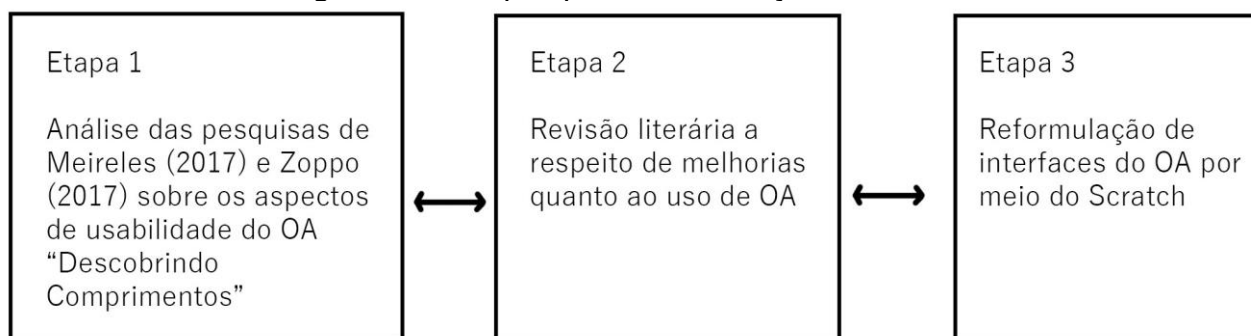 Etapa 1
Análise das pesquisas de
Meireles (2017) e Zoppo
(2017) sobre os aspectos
de usabilidade do OA
“Descobrindo
Comprimentos”
Etapa 2
Revisão literária a
respeito de melhorias
quanto ao uso de OA
Etapa 3
Reformulação de
interfaces do OA por
meio do Scratch